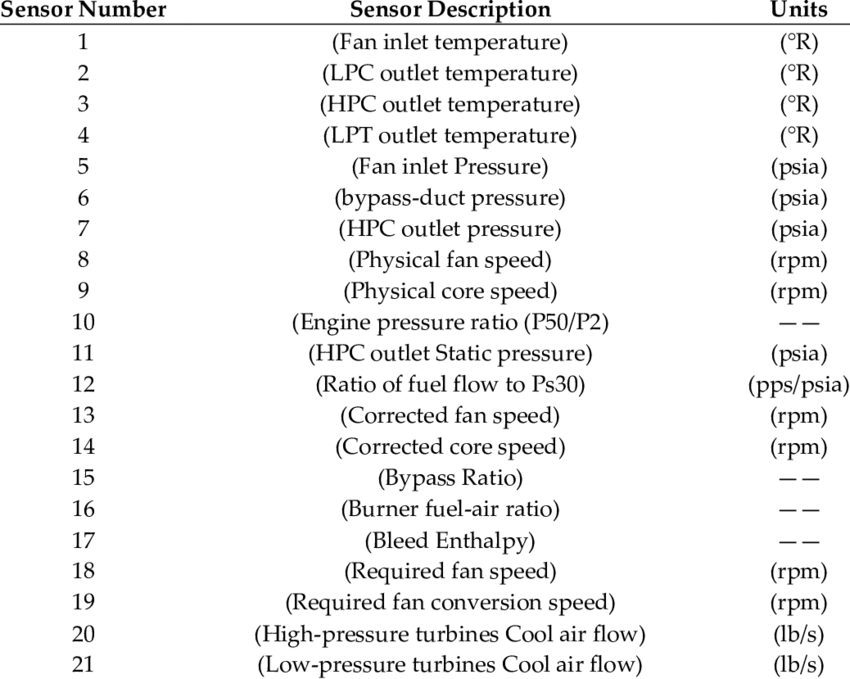 Sensor Number Sensor Description Units
1 (Fan inlet temperature) (°R)
2 (LPC outlet temperature) (°R)
3 (HPC outlet temperature) (°R)
4 (LPT outlet temperature) (°R)
5 (Fan inlet Pressure) (psia)
6 (bypass-duct pressure) (psia)
7 (HPC outlet pressure) (psia)
8 (Physical fan speed) (rpm)
9 (Physical core speed) (rpm)
10 (Engine pressure ratio (P50/P2) ——
11 (HPC outlet Static pressure) (psia)
12 (Ratio of fuel flow to Ps30) (pps/psia)
13 (Corrected fan speed) (rpm)
14 (Corrected core speed) (rpm)
15 (Bypass Ratio) ——
16 (Burner fuel-air ratio) ——
17 (Bleed Enthalpy) ——
18 (Required fan speed) (rpm)
19 (Required fan conversion speed) (rpm)
20 (High-pressure turbines Cool air flow) (lb/s)
21 (Low-pressure turbines Cool air flow) (lb/s)